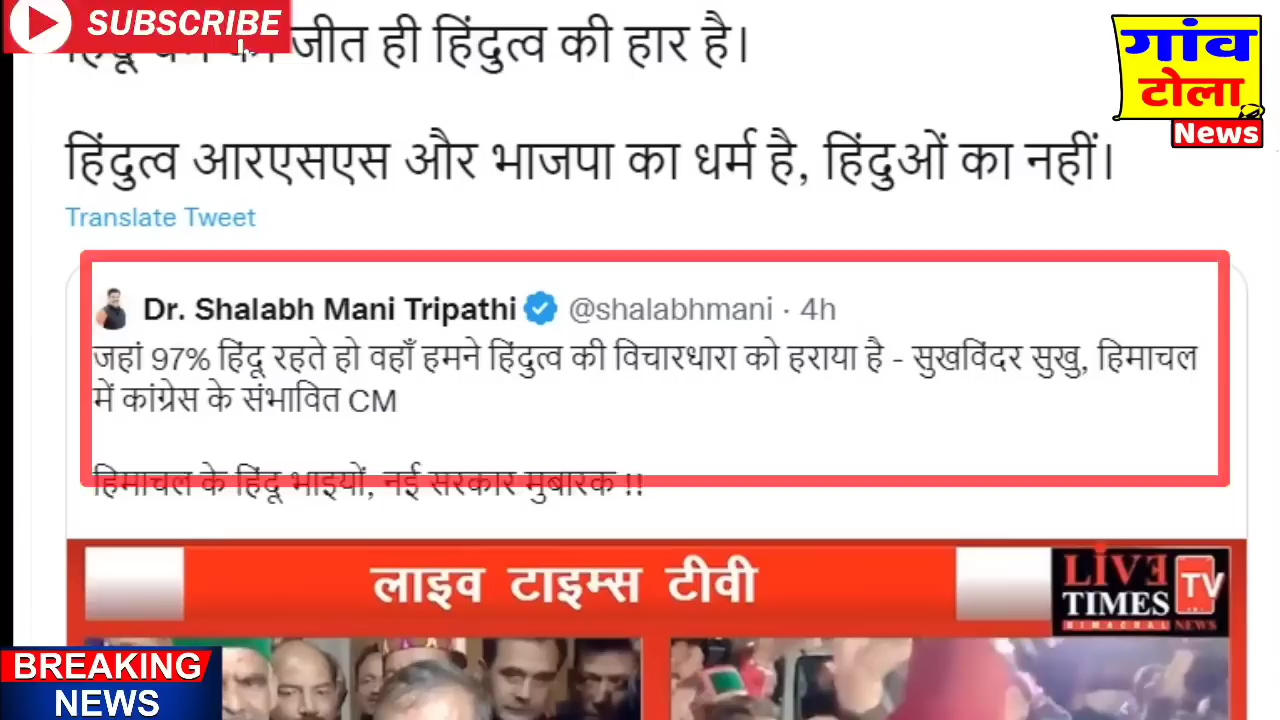 SUBSCRIBE
जीत ही हिंदुत्व की हार है।
गांव
टोला
News
हिंदुत्व आरएसएस और भाजपा का धर्म है, हिंदुओं का नहीं।
Translate Tweet
Dr. Shalabh Mani Tripathi @shalabhmani · 4h
जहां 97% हिंदू रहते हो वहाँ हमने हिंदुत्व की विचारधारा को हराया है - सुखविंदर सुखु, हिमाचल
में कांग्रेस के संभावित CM
हिमाचल के हिंदू भाइयों, नई सरकार मुबारक !!
लाइव टाइम्स टीवी
LIVE TV
TIMES
HIMACHAL NEWS
BREAKING
NEWS